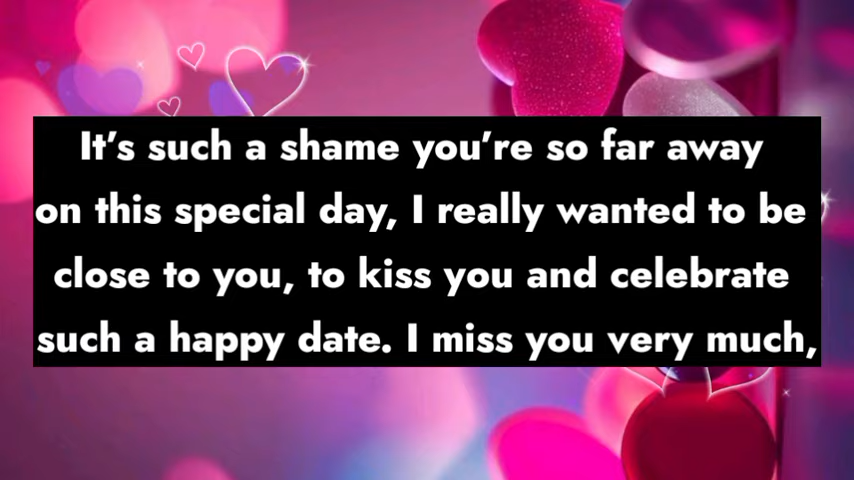 It's such a shame you're so far away
on this special day, I really wanted to be
close to you, to kiss you and celebrate
such a happy date. I miss you very much,